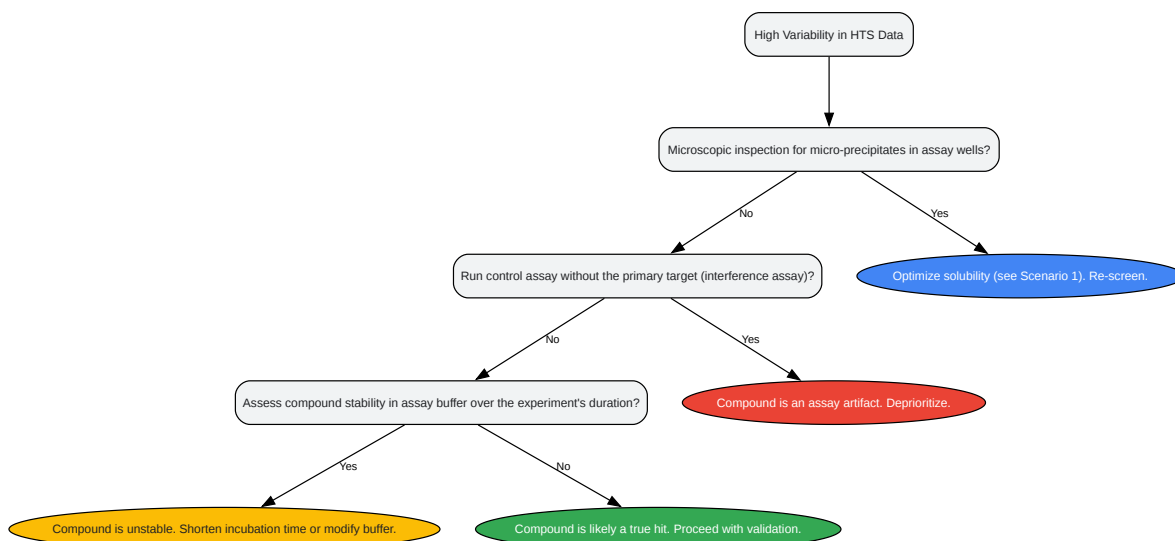 High Variability in HTS Data
Microscopic inspection for micro-precipitates in assay wells?
No
Yes
Run control assay without the primary target (interference assay)?
Optimize solubility (see Scenario 1). Re-screen.
No
Yes
Assess compound stability in assay buffer over the experiment's duration?
Compound is an assay artifact. Deprioritize.
Yes
No
Compound is unstable. Shorten incubation time or modify buffer.
Compound is likely a true hit. Proceed with validation.